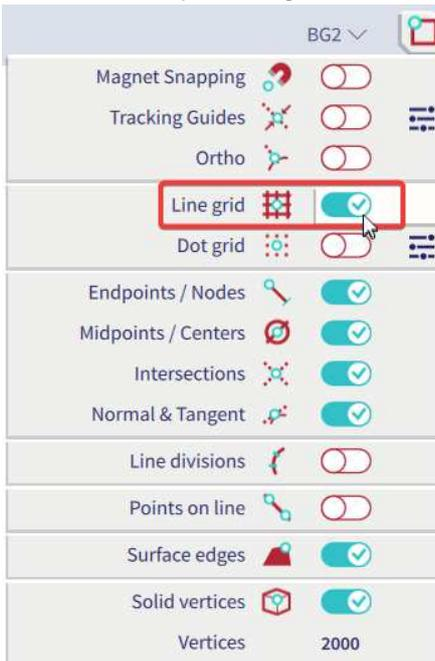 BG2
Magnet Snapping
Tracking Guides
Ortho
Line grid
Dot grid
Endpoints / Nodes
Midpoints / Centers
Intersections
Normal & Tangent
Line divisions
Points on line
Surface edges
Solid vertices
Vertices 2000